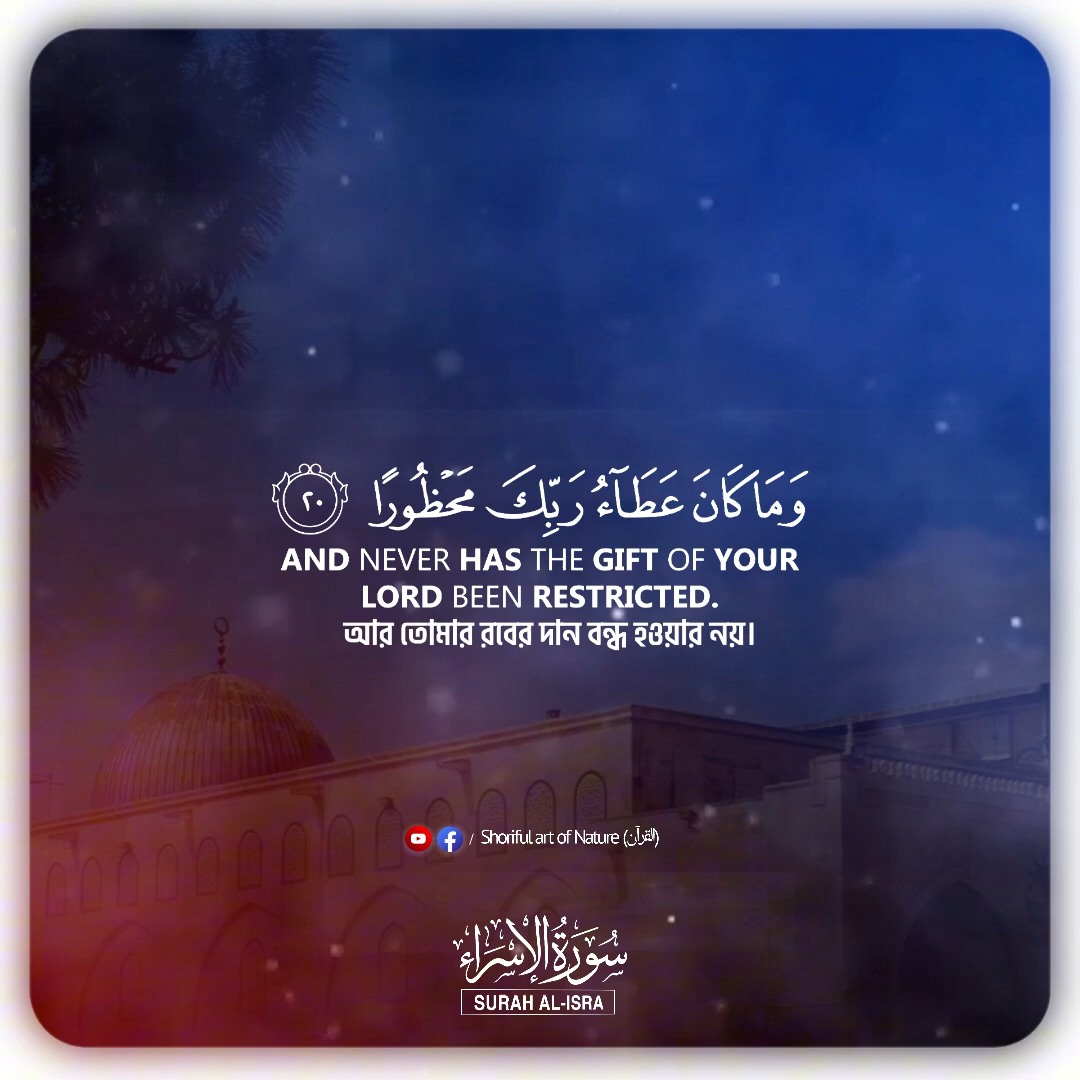 وَمَا كَانَ عَطَآءُ رَبِّكَ مَحْظُورًا ٢٠
AND NEVER HAS THE GIFT OF YOUR
LORD BEEN RESTRICTED.
আর তোমার রবের দান বন্ধ হওয়ার নয়।
/ Shoriful art of Nature (القرآن)
سُورَةُ الإِسْرَاء
SURAH AL-ISRA